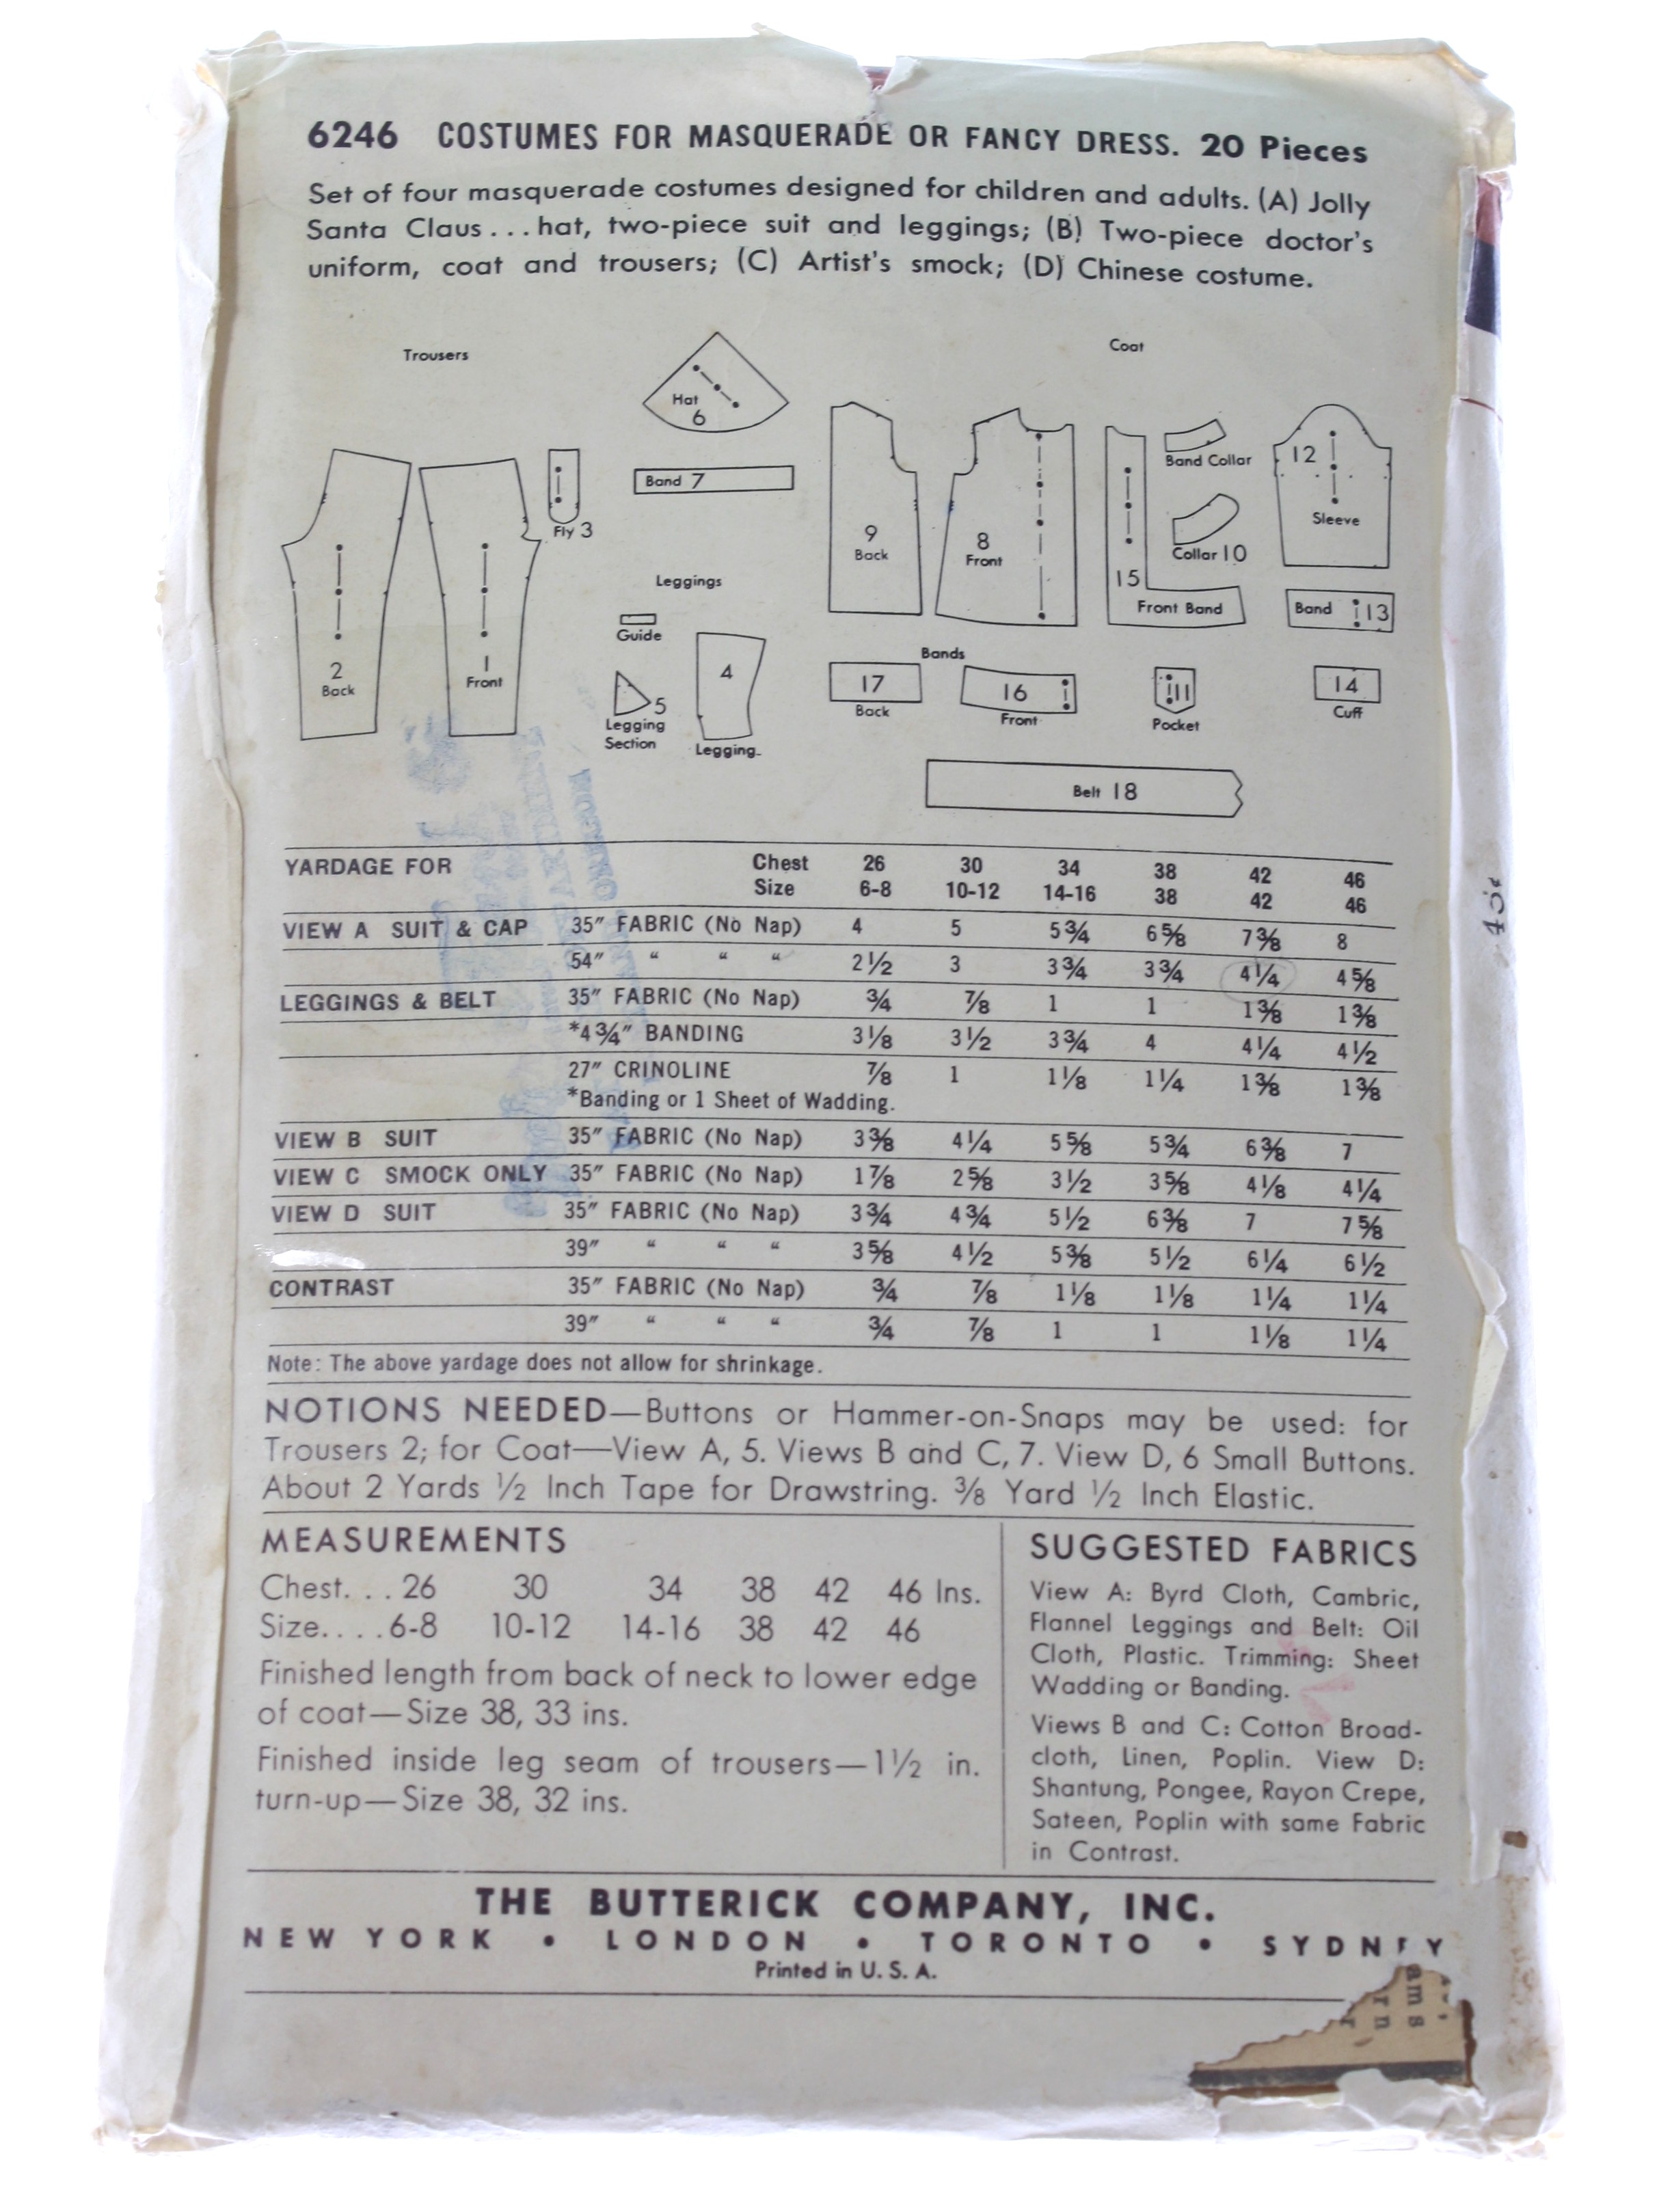 6246 COSTUMES FOR MASQUERADE OR FANCY DRESS. 20 Pieces
Set of four masquerade costumes designed for children and adults. (A) Jolly
Santa Claus . . . hat, two-piece suit and leggings; (B) Two-piece doctor's
uniform, coat and trousers; (C) Artist's smock; (D) Chinese costume.
Trousers
Coat
Hat
6
Band 7
Fly 3
2
Back
1
Front
Leggings
Guide
5
Legging
Section
4
Legging
9
Back
8
Front
15
Front Band
Band Collar
Collar 10
12
Sleeve
Band 13
Bands
17
Back
16
Front
11
Pocket
14
Cuff
Belt 18
YARDAGE FOR Chest 26 30 34 38 42 46
Size 6-8 10-12 14-16 38 42 46
VIEW A SUIT & CAP 35″ FABRIC (No Nap) 4 5 5¾ 6⅝ 7⅜ 8
54″ “ “ “ 2½ 3 3¾ 3¾ 4¼ 4⅝
LEGGINGS & BELT 35″ FABRIC (No Nap) ¾ ⅞ 1 1 1⅜ 1⅜
*4¾″ BANDING 3⅛ 3½ 3¾ 4 4¼ 4½
27″ CRINOLINE ⅞ 1 1⅛ 1¼ 1⅜ 1⅜
*Banding or 1 Sheet of Wadding.
VIEW B SUIT 35″ FABRIC (No Nap) 3⅜ 4¼ 5⅝ 5¾ 6⅜ 7
VIEW C SMOCK ONLY 35″ FABRIC (No Nap) 1⅞ 2⅝ 3½ 3⅝ 4⅛ 4¼
VIEW D SUIT 35″ FABRIC (No Nap) 3¾ 4¾ 5½ 6⅜ 7 7⅝
39″ “ “ “ 3⅝ 4½ 5⅜ 5½ 6¼ 6½
CONTRAST 35″ FABRIC (No Nap) ¾ ⅞ 1⅛ 1⅛ 1¼ 1¼
39″ “ “ “ ¾ ⅞ 1 1 1⅛ 1¼
Note: The above yardage does not allow for shrinkage.
NOTIONS NEEDED—Buttons or Hammer-on-Snaps may be used: for
Trousers 2; for Coat—View A, 5. Views B and C, 7. View D, 6 Small Buttons.
About 2 Yards ½ Inch Tape for Drawstring. ⅜ Yard ½ Inch Elastic.
MEASUREMENTS
Chest. . . 26 30 34 38 42 46 Ins.
Size. . . . 6-8 10-12 14-16 38 42 46
Finished length from back of neck to lower edge
of coat—Size 38, 33 ins.
Finished inside leg seam of trousers—1½ in.
turn-up—Size 38, 32 ins.
SUGGESTED FABRICS
View A: Byrd Cloth, Cambric,
Flannel Leggings and Belt: Oil
Cloth, Plastic. Trimming: Sheet
Wadding or Banding.
Views B and C: Cotton Broad-
cloth, Linen, Poplin. View D:
Shantung, Pongee, Rayon Crepe,
Sateen, Poplin with same Fabric
in Contrast.
THE BUTTERICK COMPANY, INC.
NEW YORK • LONDON • TORONTO • SYDNEY
Printed in U. S. A.